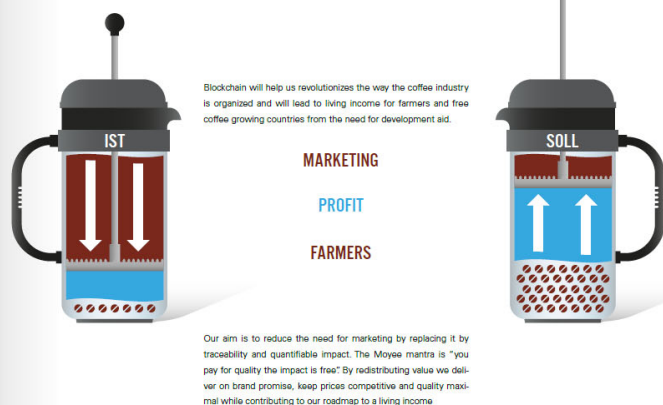 Blockchain will help us revolutionizes the way the coffee industry
is organized and will lead to living income for farmers and free
coffee growing countries from the need for development aid.
IST
SOLL
MARKETING
PROFIT
FARMERS
Our aim is to reduce the need for marketing by replacing it by
traceability and quantifiable impact. The Moyee mantra is "you
pay for quality the impact is free". By redistributing value we deli-
ver on brand promise, keep prices competitive and quality maxi-
mal while contributing to our roadmap to a living income